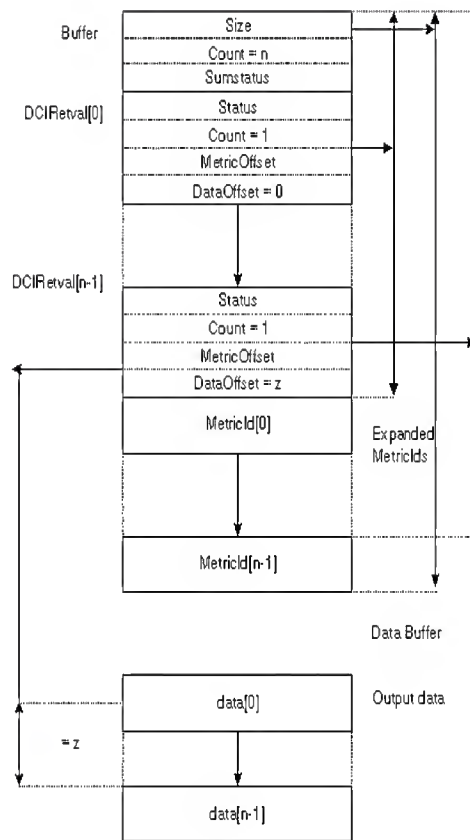 Buffer
Size
Count = n
Sumstatus
DCIRetval[0]
Status
Count = 1
MetricOffset
DataOffset = 0
DCIRetval[n-1]
Status
Count = 1
MetricOffset
DataOffset = z
MetricId[0]
Expanded
MetricIds
MetricId[n-1]
Data Buffer
data[0]
Output data
= z
data[n-1]